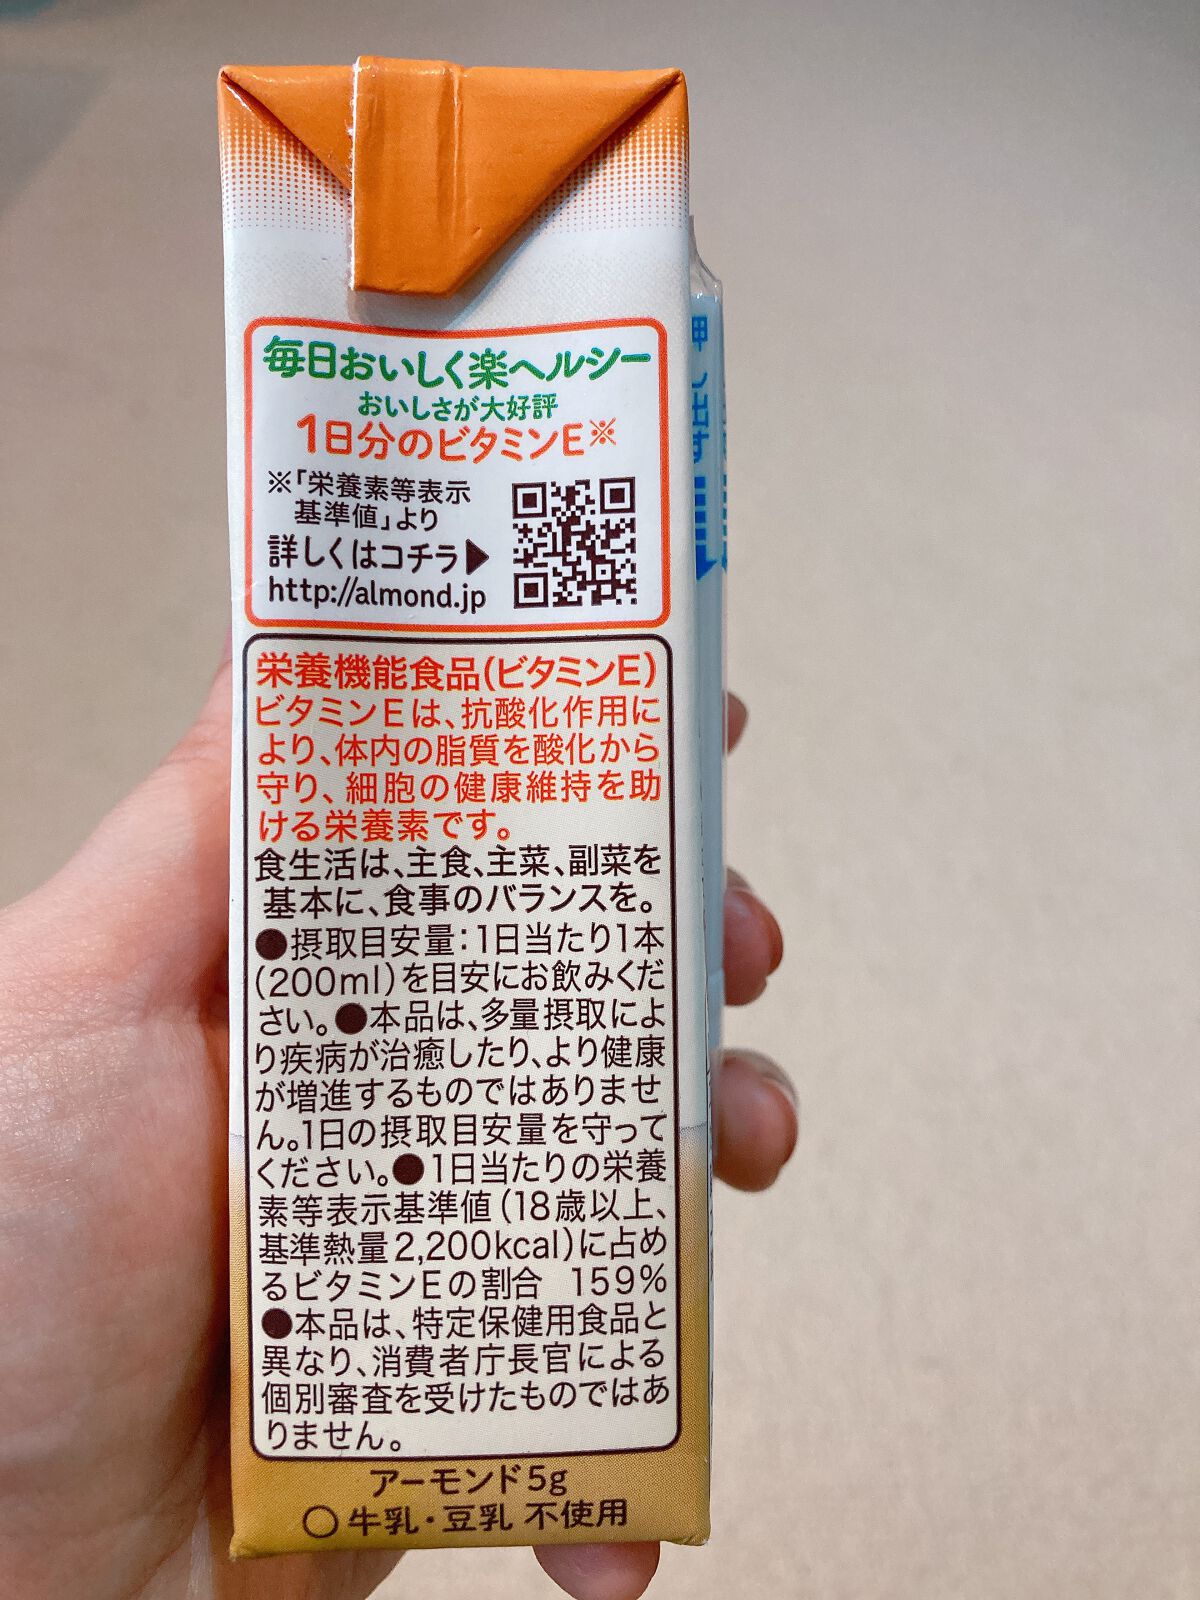 毎日おいしく楽ヘルシー
おいしさが大好評
1日分のビタミンE※
※「栄養素等表示
基準値」より
詳しくはコチラ▶
http://almond.jp
栄養機能食品(ビタミンE)
ビタミンEは、抗酸化作用に
より、体内の脂質を酸化から
守り、細胞の健康維持を助
ける栄養素です。
食生活は、主食、主菜、副菜を
基本に、食事のバランスを。
●摂取目安量:1日当たり1本
(200ml)を目安にお飲みくだ
さい。●本品は、多量摂取によ
り疾病が治癒したり、より健康
が増進するものではありませ
ん。1日の摂取目安量を守って
ください。●1日当たりの栄養
素等表示基準値(18歳以上、
基準熱量2,200kcal)に占め
るビタミンEの割合 159%
●本品は、特定保健用食品と
異なり、消費者庁長官による
個別審査を受けたものではあ
りません。
アーモンド5g
○牛乳・豆乳 不使用
押し出す